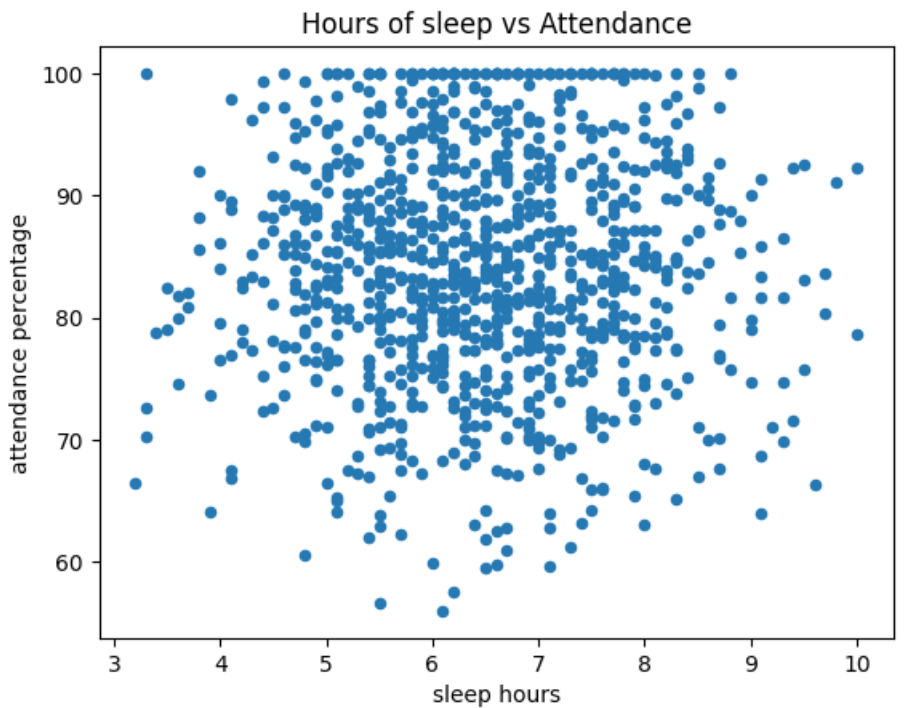 Hours of sleep vs Attendance
100
90
80
70
60
attendance percentage
3 4 5 6 7 8 9 10
sleep hours